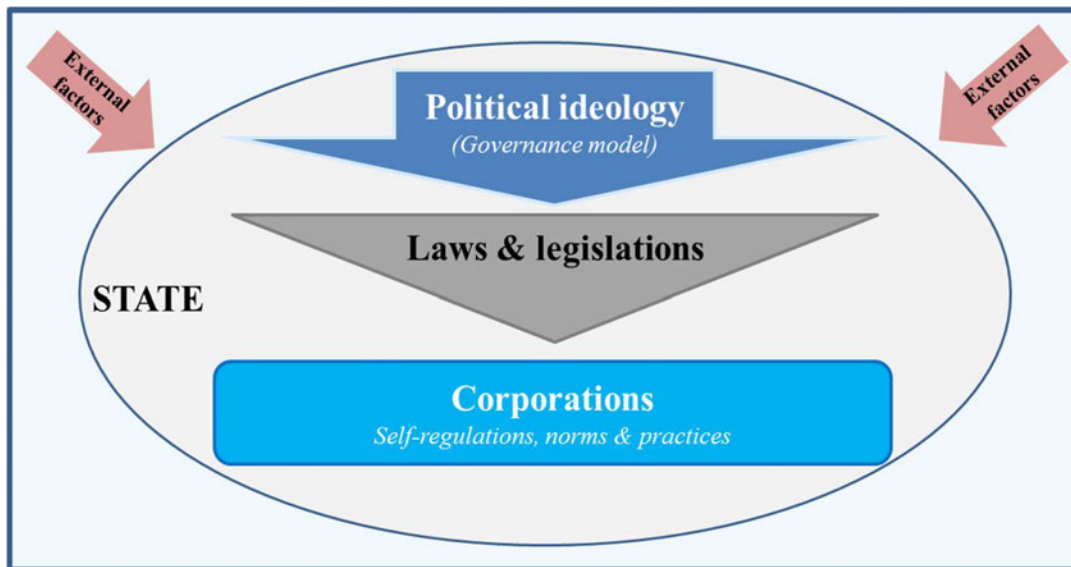 External
factors
External
factors
Political ideology
(Governance model)
Laws & legislations
STATE
Corporations
Self-regulations, norms & practices